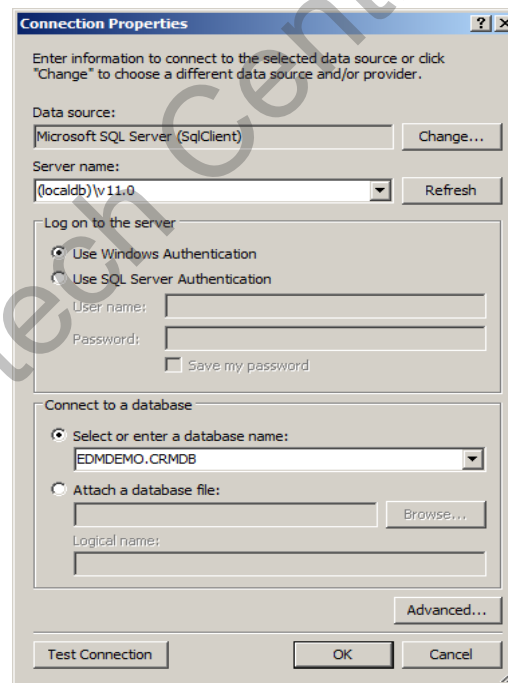 Connection Properties
Enter information to connect to the selected data source or click
"Change" to choose a different data source and/or provider.
Data source:
Microsoft SQL Server (SqlClient)
Change...
Server name:
(localdb)\v11.0
Refresh
Log on to the server
Use Windows Authentication
Use SQL Server Authentication
User name:
Password:
Save my password
Connect to a database
Select or enter a database name:
EDMDEMO.CRMDB
Attach a database file:
Browse...
Logical name:
Advanced...
Test Connection
OK
Cancel
tech Cent